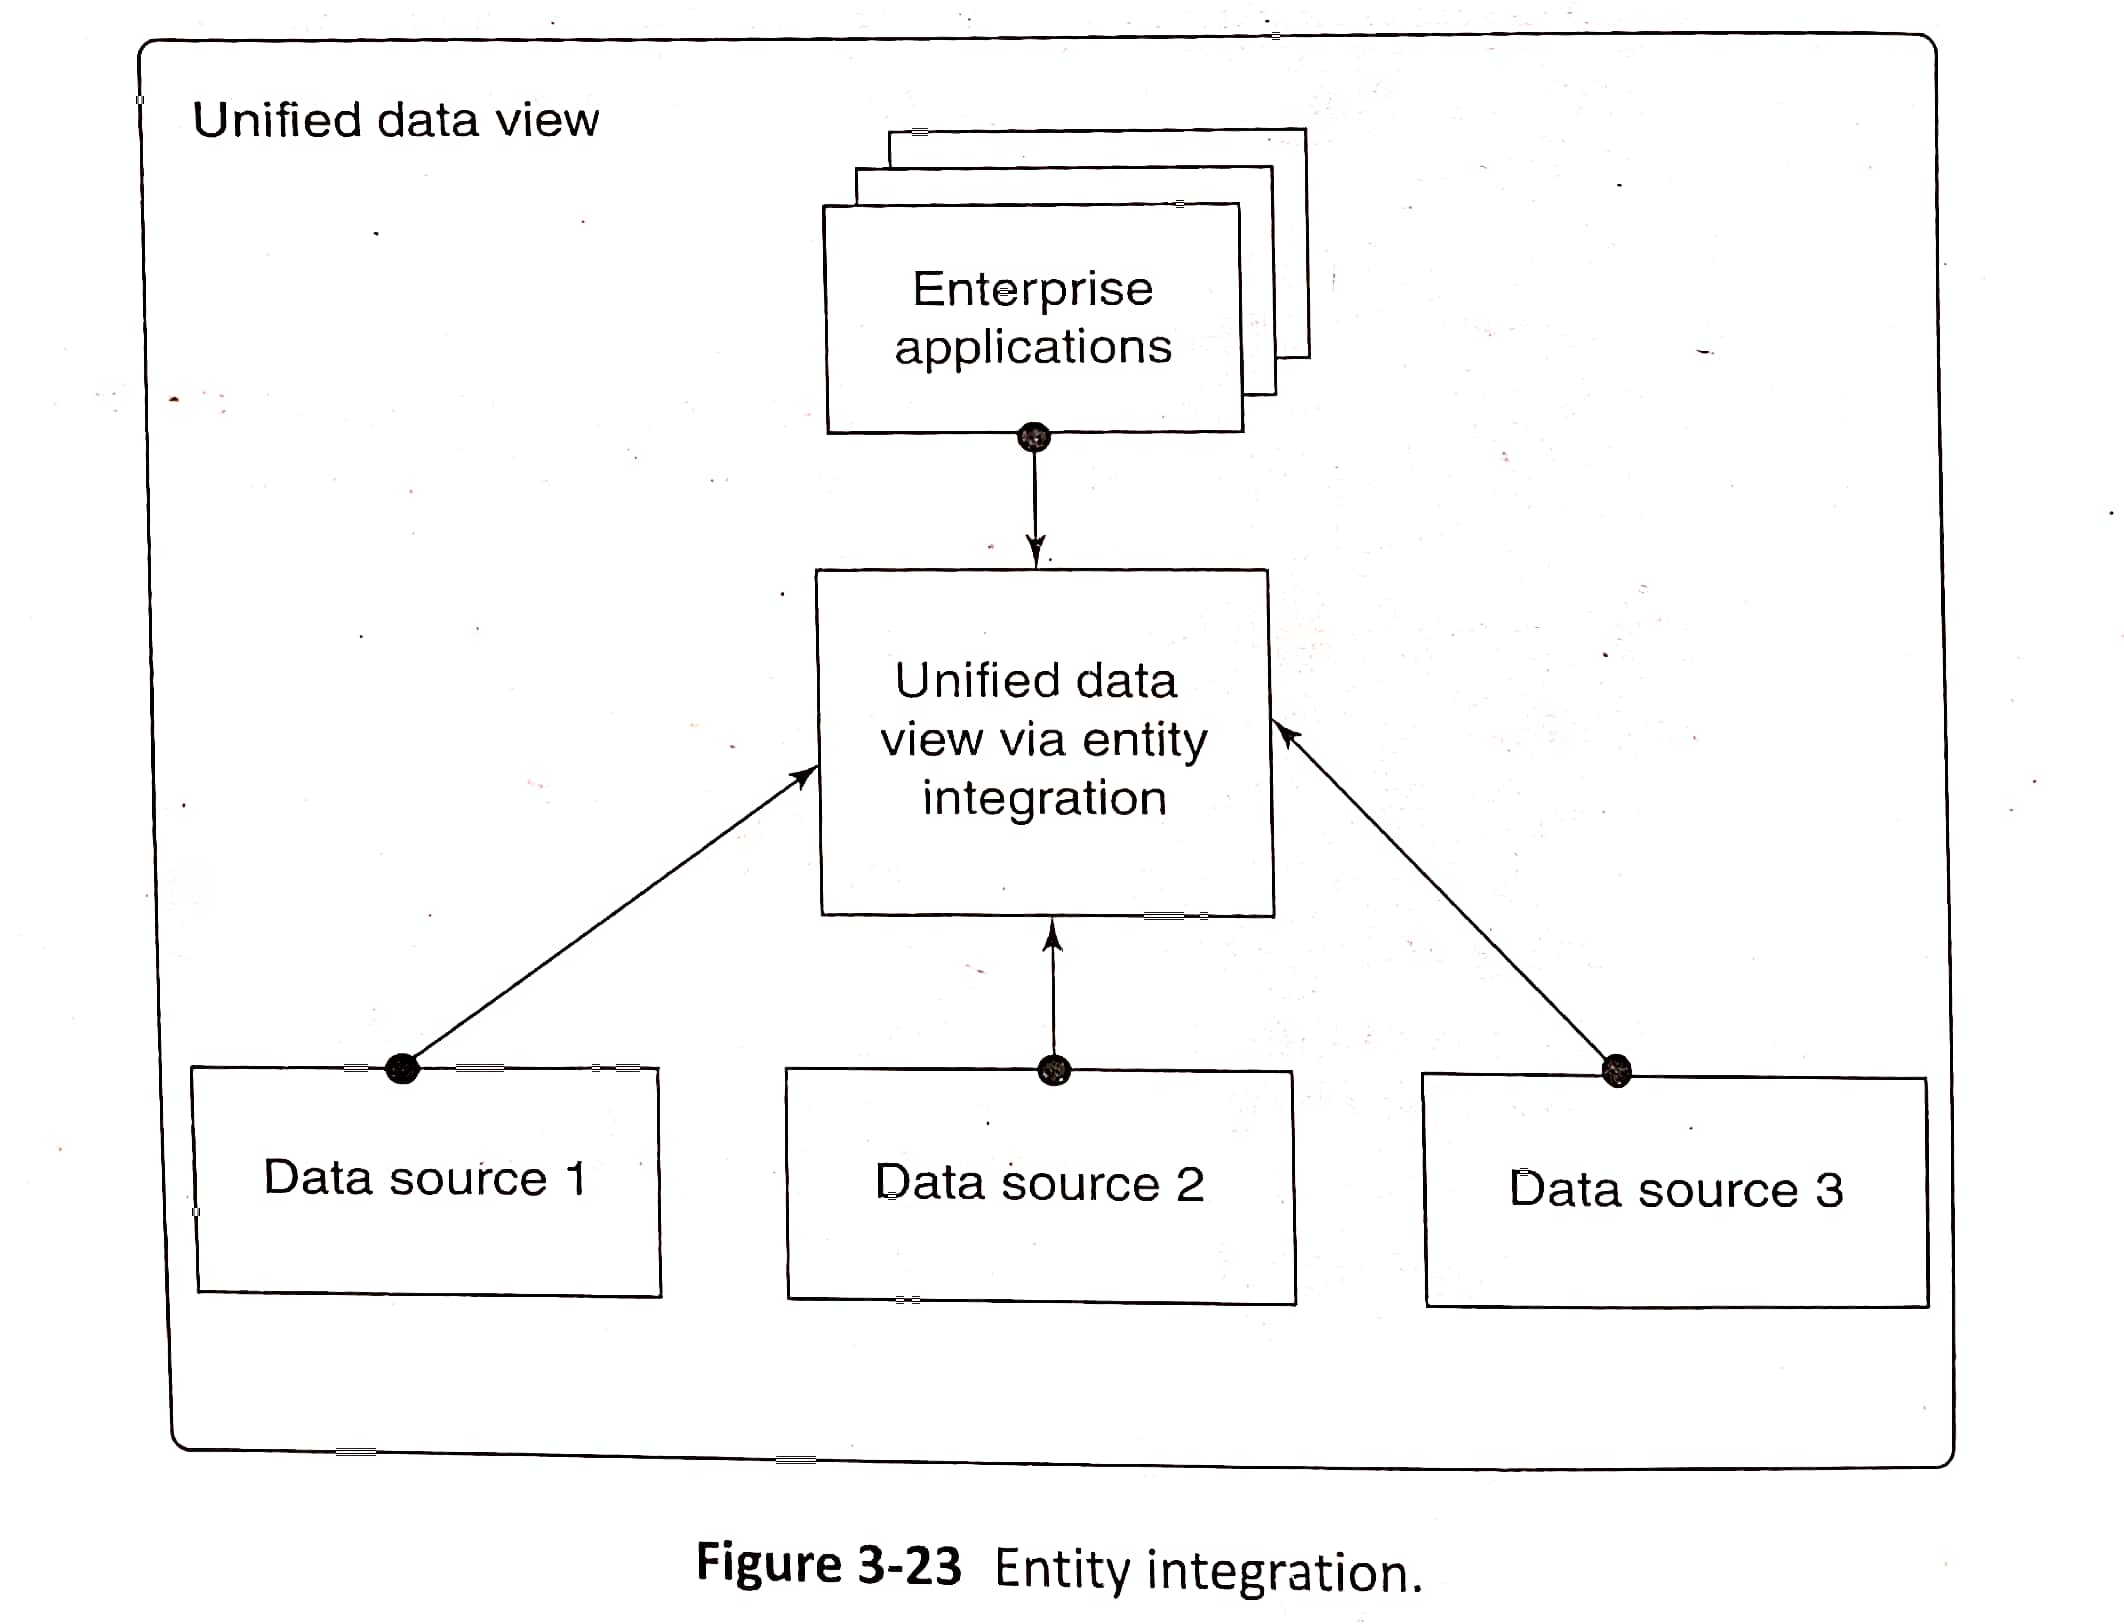 Unified data view
Enterprise
applications
Unified data
view via entity
integration
Data source 1
Data source 2
Data source 3
Figure 3-23 Entity integration.